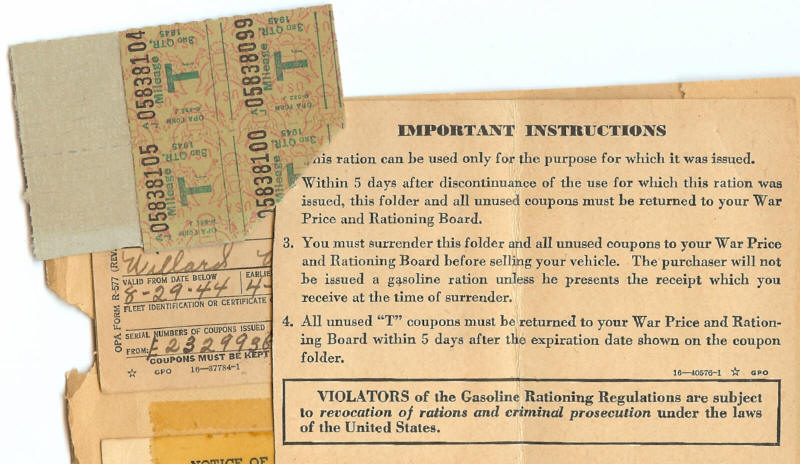 3RD QTR. 1945
Mileage
T
A05838104
OPA FORM
3RD QTR. 1945
Mileage
T
A05838099
OPA FORM R-525 J
3RD QTR. 1945
Mileage
T
A05838105
OPA FORM
3RD QTR. 1945
05838100
OPA FORM R-577 (REV.
Willard
VALID FROM DATE BELOW
EARLIE
8-29-44
4-
FLEET IDENTIFICATION OR CERTIFICATE
SERIAL NUMBERS OF COUPONS ISSUED
FROM:
COUPONS MUST BE KEPT
☆ GPO 16—37784-1
NOTICE OF
IMPORTANT INSTRUCTIONS
his ration can be used only for the purpose for which it was issued.
Within 5 days after discontinuance of the use for which this ration was
issued, this folder and all unused coupons must be returned to your War
Price and Rationing Board.
3. You must surrender this folder and all unused coupons to your War Price
and Rationing Board before selling your vehicle. The purchaser will not
be issued a gasoline ration unless he presents the receipt which you
receive at the time of surrender.
4. All unused "T" coupons must be returned to your War Price and Ration-
ing Board within 5 days after the expiration date shown on the coupon
folder.
16—40576-1 ☆ GPO
VIOLATORS of the Gasoline Rationing Regulations are subject
to revocation of rations and criminal prosecution under the laws
of the United States.